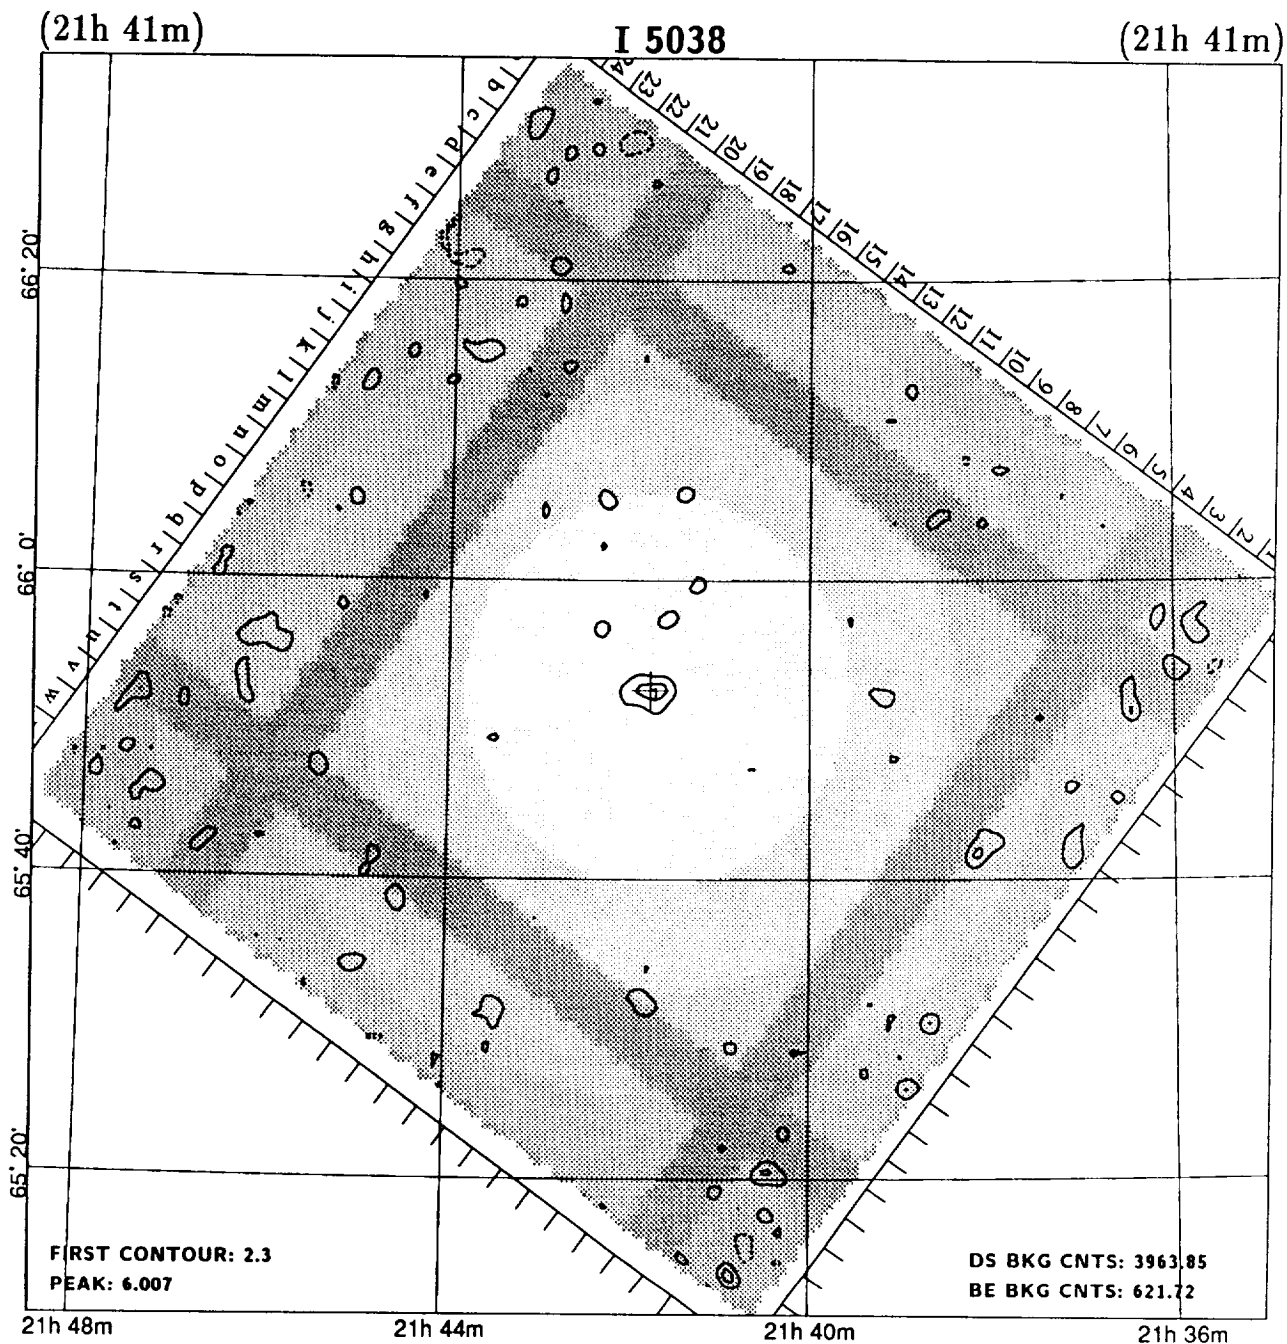 (21h 41m) I 5038 (21h 41m)
b c d e f g h i j k l m n o p q r s t u v w
24 23 22 21 20 19 18 17 16 15 14 13 12 11 10 9 8 7 6 5 4 3 2 1
66° 20'
66° 0'
65° 40'
65° 20'
FIRST CONTOUR: 2.3
PEAK: 6.007
DS BKG CNTS: 3963.85
BE BKG CNTS: 621.72
21h 48m 21h 44m 21h 40m 21h 36m